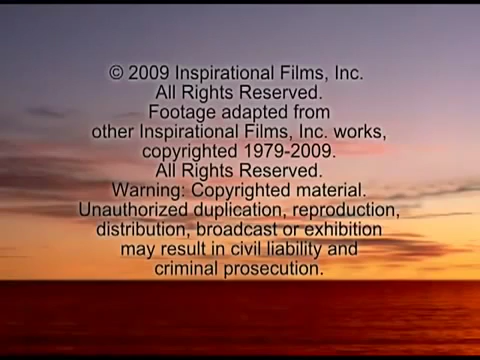 © 2009 Inspirational Films, Inc.
All Rights Reserved.
Footage adapted from
other Inspirational Films, Inc. works,
copyrighted 1979-2009.
All Rights Reserved.
Warning: Copyrighted material.
Unauthorized duplication, reproduction,
distribution, broadcast or exhibition
may result in civil liability and
criminal prosecution.